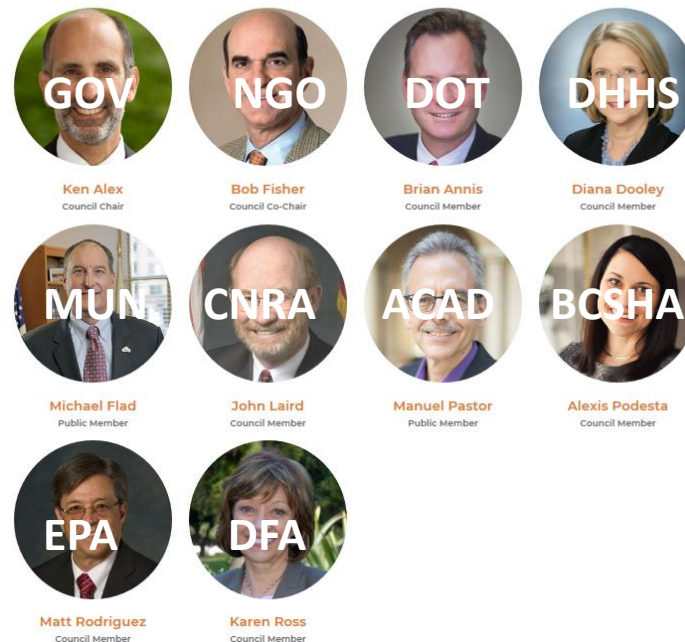 GOV NGO DOT DHHS
Ken Alex Bob Fisher Brian Annis Diana Dooley
Council Chair Council Co-Chair Council Member Council Member
MUN. CNRA ACAD BCSHA
Michael Flad John Laird Manuel Pastor Alexis Podesta
Public Member Council Member Public Member Council Member
EPA DFA
Matt Rodriguez Karen Ross
Council Member Council Member